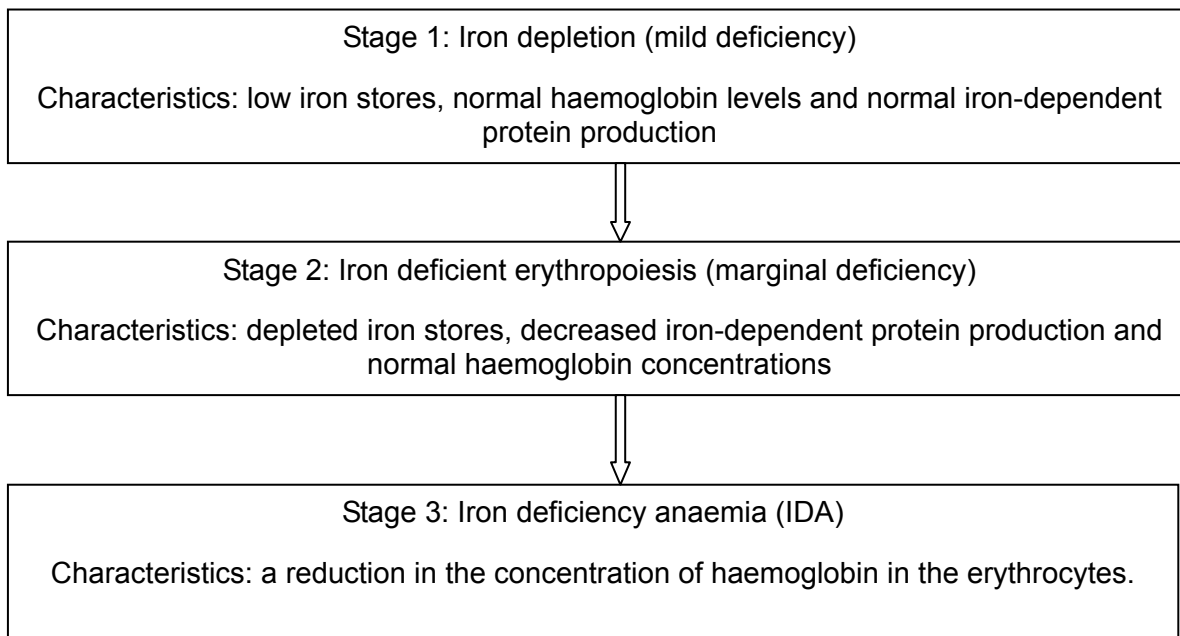 Stage 1: Iron depletion (mild deficiency)
Characteristics: low iron stores, normal haemoglobin levels and normal iron-dependent
protein production
Stage 2: Iron deficient erythropoiesis (marginal deficiency)
Characteristics: depleted iron stores, decreased iron-dependent protein production and
normal haemoglobin concentrations
Stage 3: Iron deficiency anaemia (IDA)
Characteristics: a reduction in the concentration of haemoglobin in the erythrocytes.